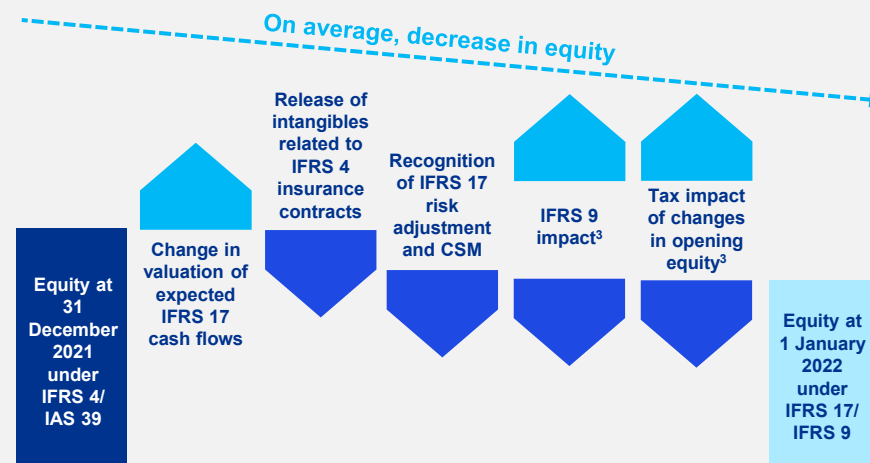 On average, decrease in equity
Equity at
31
December
2021
under
IFRS 4/
IAS 39
Change in
valuation of
expected
IFRS 17
cash flows
Release of
intangibles
related to
IFRS 4
insurance
contracts
Recognition
of IFRS 17
risk
adjustment
and CSM
IFRS 9
impact³
Tax impact
of changes
in opening
equity³
Equity at
1 January
2022
under
IFRS 17/
IFRS 9